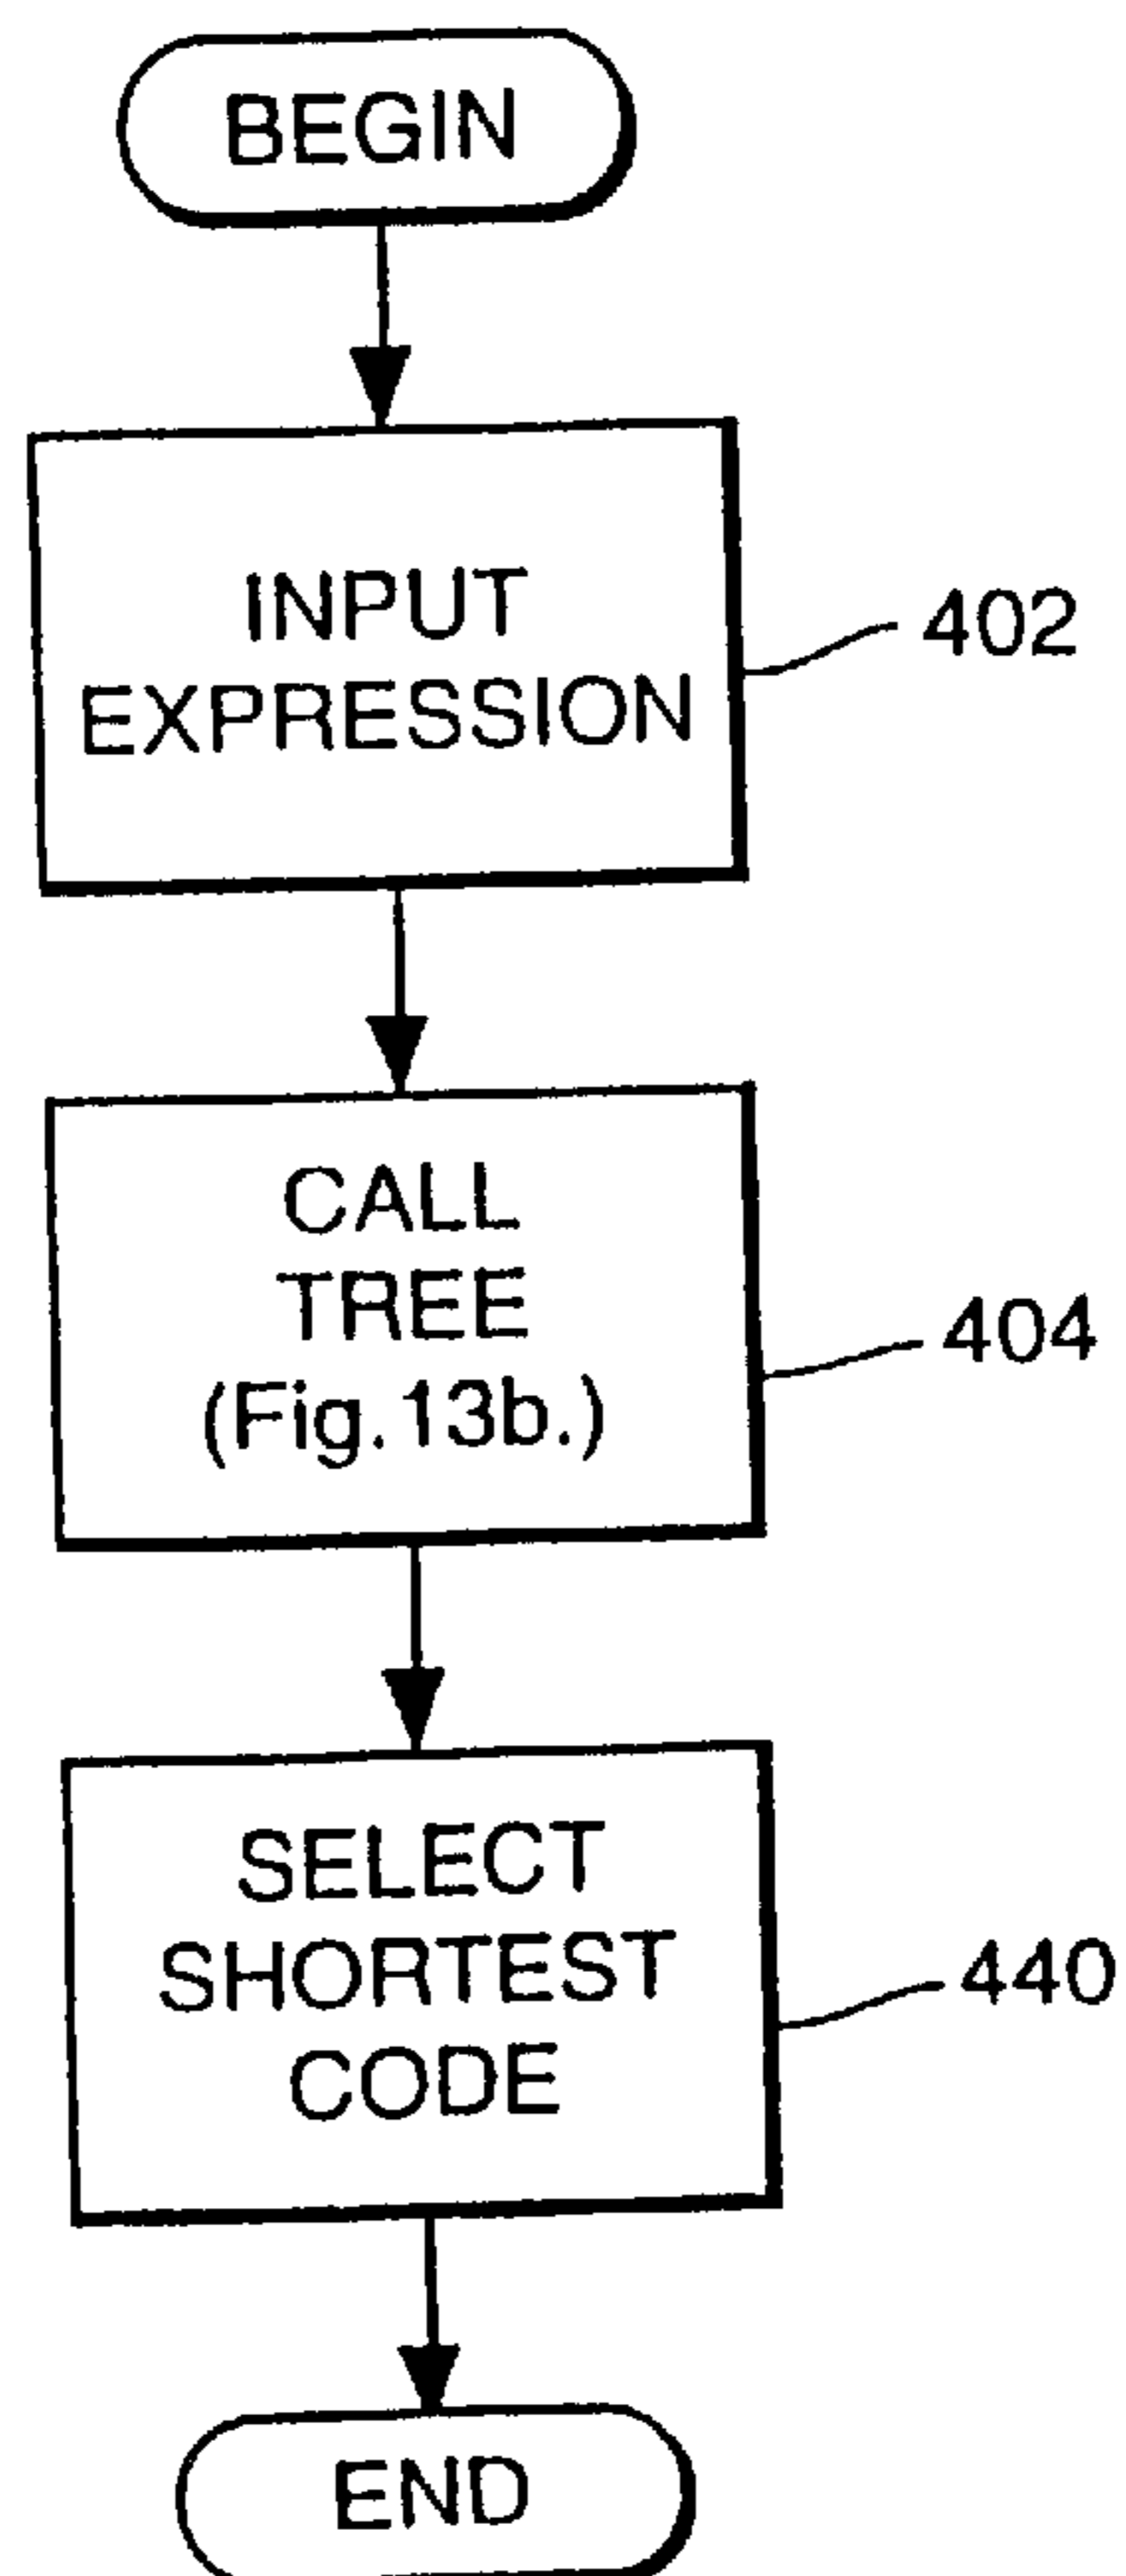 BEGIN
INPUT
EXPRESSION
402
CALL
TREE
(Fig.13b.)
404
SELECT
SHORTEST
CODE
440
END